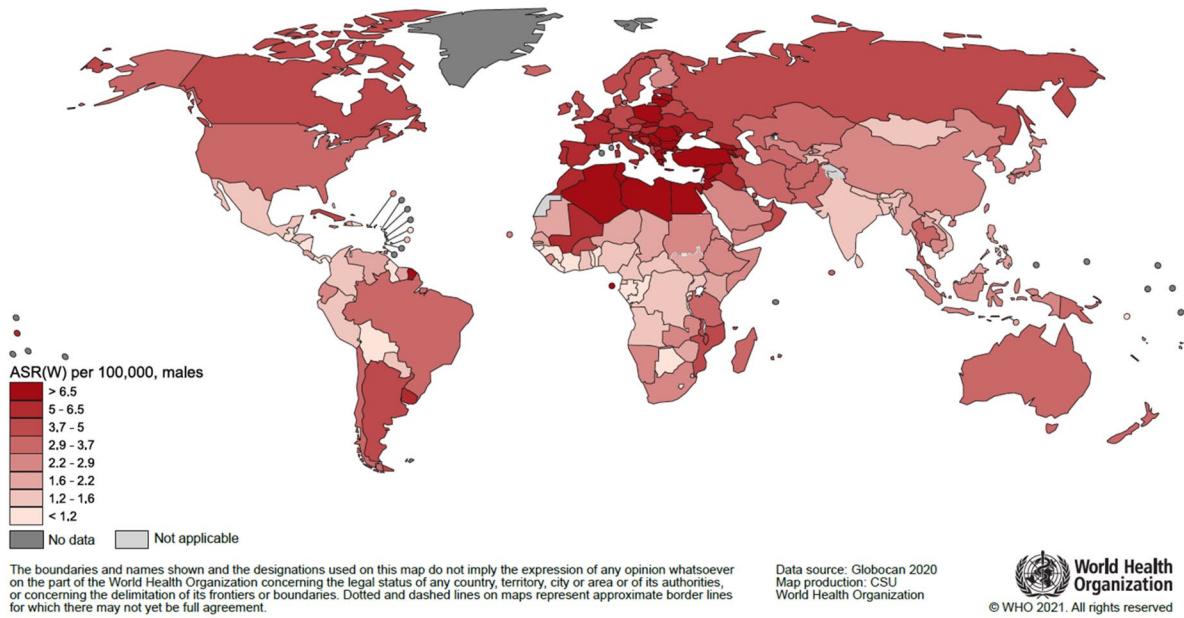 ASR(W) per 100,000, males
> 6.5
5 - 6.5
3.7 - 5
2.9 - 3.7
2.2 - 2.9
1.6 - 2.2
1.2 - 1.6
< 1.2
No data
Not applicable
The boundaries and names shown and the designations used on this map do not imply the expression of any opinion whatsoever
on the part of the World Health Organization concerning the legal status of any country, territory, city or area or of its authorities,
or concerning the delimitation of its frontiers or boundaries. Dotted and dashed lines on maps represent approximate border lines
for which there may not yet be full agreement.
Data source: Globocan 2020
Map production: CSU
World Health Organization
World Health
Organization
© WHO 2021. All rights reserved